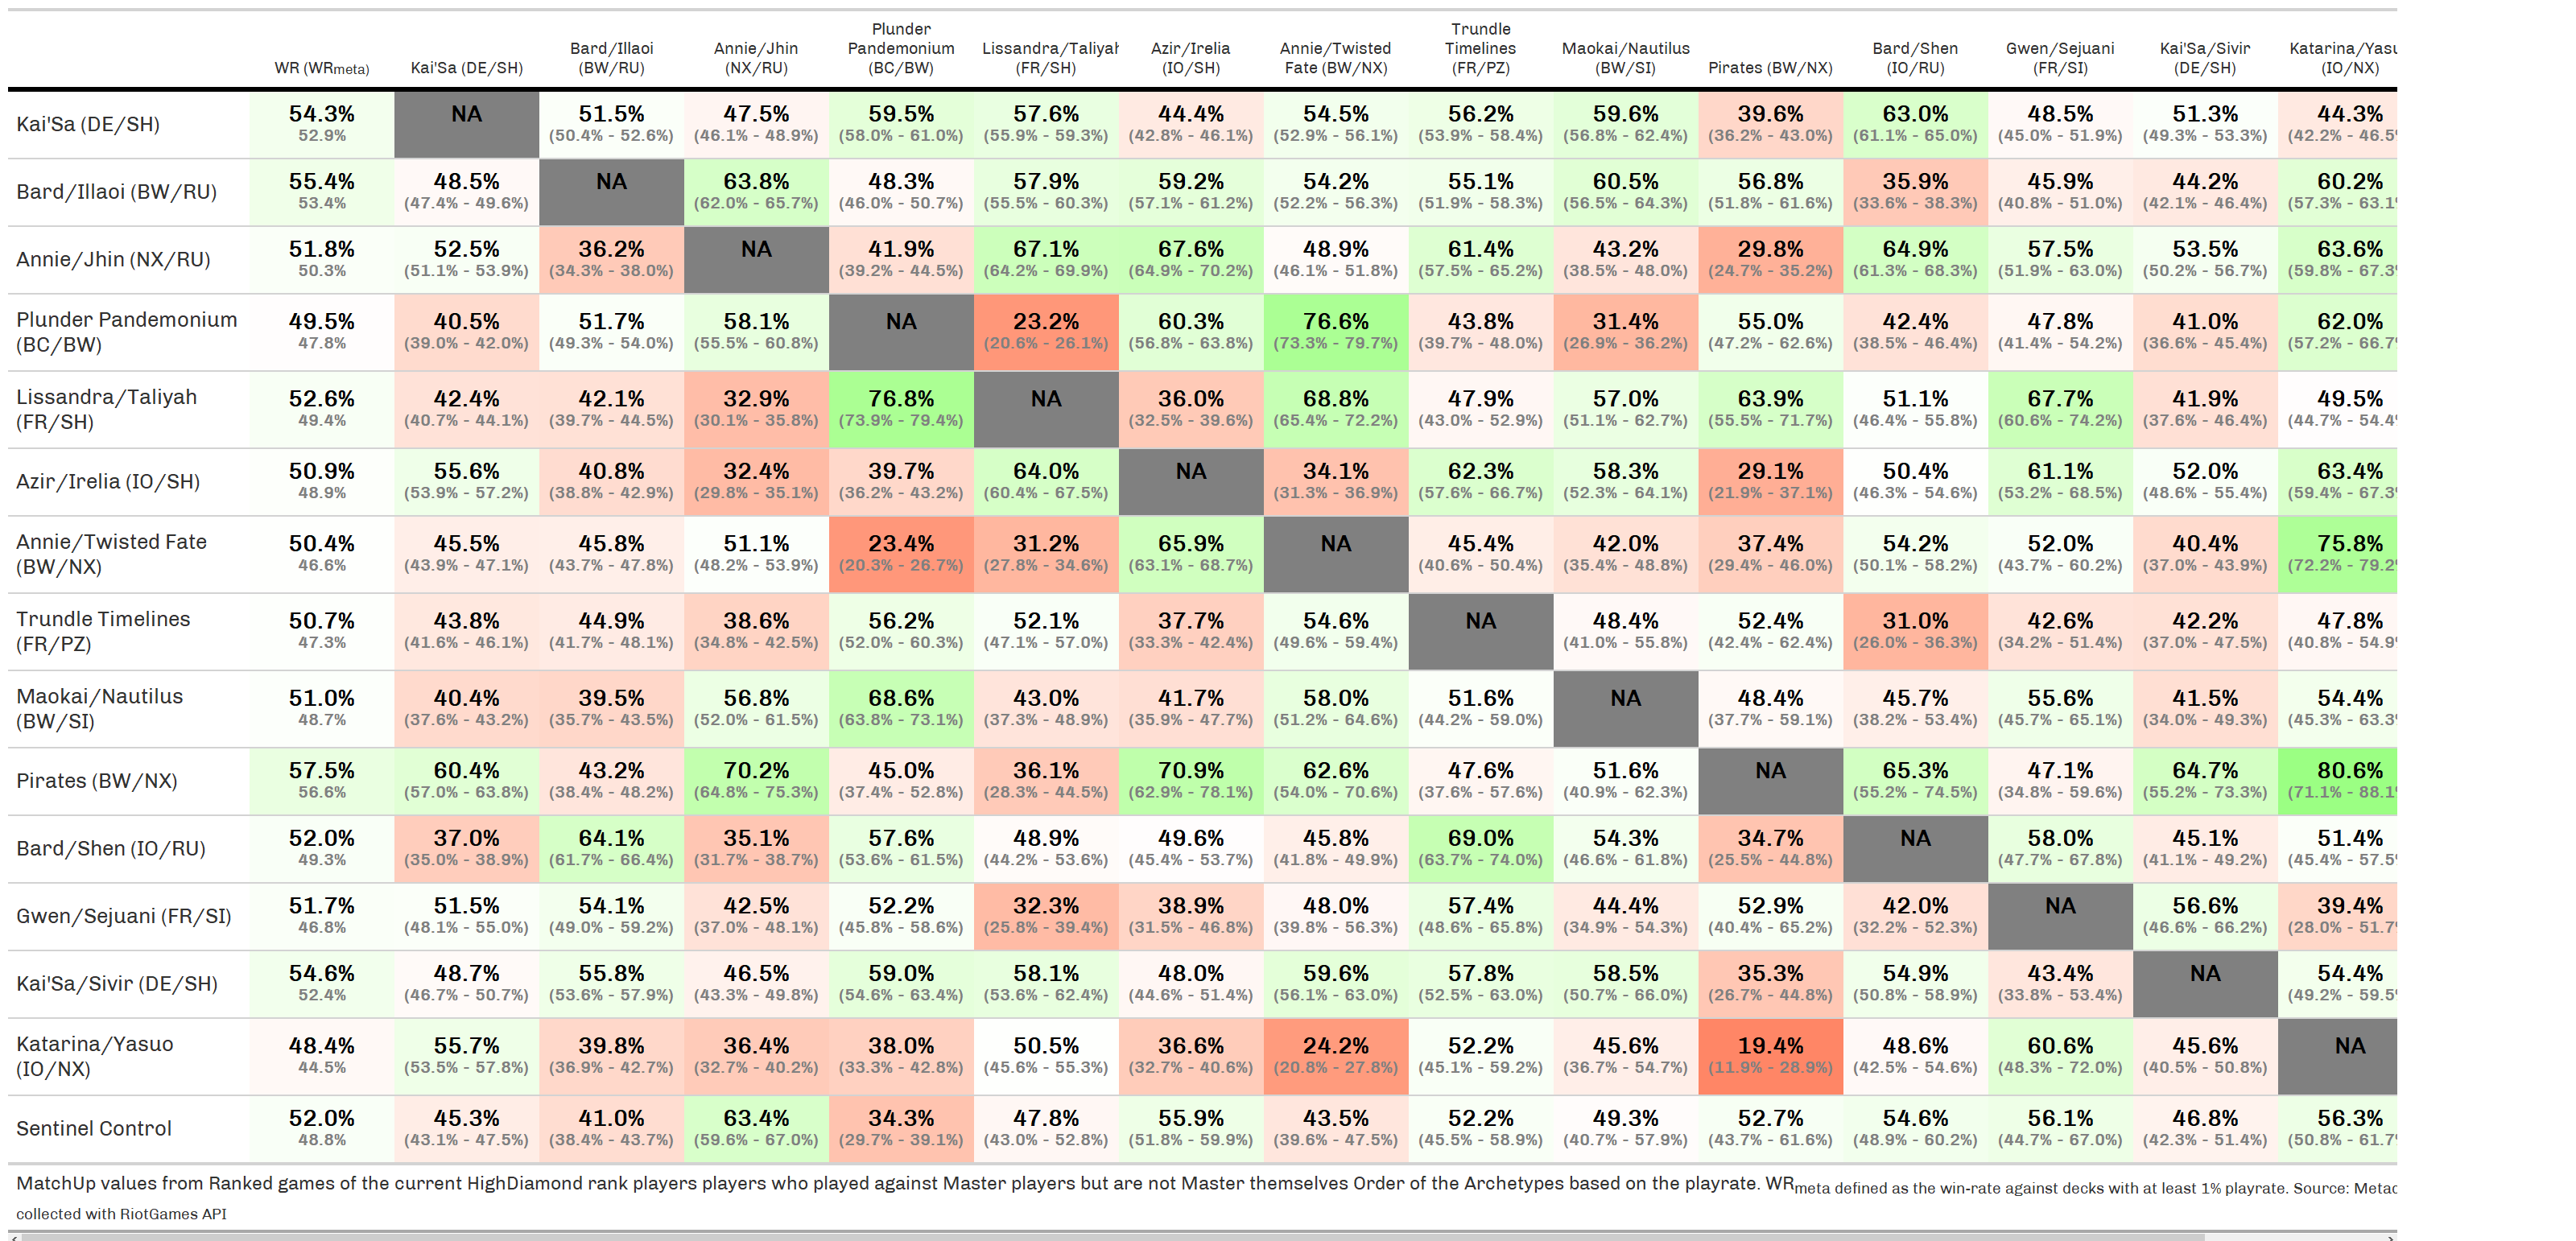 WR (WRmeta) Kai'Sa (DE/SH) Bard/Illaoi (BW/RU) Annie/Jhin (NX/RU) Plunder Pandemonium (BC/BW) Lissandra/Taliyah (FR/SH) Azir/Irelia (IO/SH) Annie/Twisted Fate (BW/NX) Trundle Timelines (FR/PZ) Maokai/Nautilus (BW/SI) Pirates (BW/NX) Bard/Shen (IO/RU) Gwen/Sejuani (FR/SI) Kai'Sa/Sivir (DE/SH) Katarina/Yasu (IO/NX)
Kai'Sa (DE/SH) 54.3% NA 51.5% 47.5% 59.5% 57.6% 44.4% 54.5% 56.2% 59.6% 39.6% 63.0% 48.5% 51.3% 44.3%
52.9% (50.4% - 52.6%) (46.1% - 48.9%) (58.0% - 61.0%) (55.9% - 59.3%) (42.8% - 46.1%) (52.9% - 56.1%) (53.9% - 58.4%) (56.8% - 62.4%) (36.2% - 43.0%) (61.1% - 65.0%) (45.0% - 51.9%) (49.3% - 53.3%) (42.2% - 46.5
Bard/Illaoi (BW/RU) 55.4% 48.5% NA 63.8% 48.3% 57.9% 59.2% 54.2% 55.1% 60.5% 56.8% 35.9% 45.9% 44.2% 60.2%
53.4% (47.4% - 49.6%) (62.0% - 65.7%) (46.0% - 50.7%) (55.5% - 60.3%) (57.1% - 61.2%) (52.2% - 56.3%) (51.9% - 58.3%) (56.5% - 64.3%) (51.8% - 61.6%) (33.6% - 38.3%) (40.8% - 51.0%) (42.1% - 46.4%) (57.3% - 63.1
Annie/Jhin (NX/RU) 51.8% 52.5% 36.2% NA 41.9% 67.1% 67.6% 48.9% 61.4% 43.2% 29.8% 64.9% 57.5% 53.5% 63.6%
50.3% (51.1% - 53.9%) (34.3% - 38.0%) (39.2% - 44.5%) (64.2% - 69.9%) (64.9% - 70.2%) (46.1% - 51.8%) (57.5% - 65.2%) (38.5% - 48.0%) (24.7% - 35.2%) (61.3% - 68.3%) (51.9% - 63.0%) (50.2% - 56.7%) (59.8% - 67.3
Plunder Pandemonium 49.5% 40.5% 51.7% 58.1% NA 23.2% 60.3% 76.6% 43.8% 31.4% 55.0% 42.4% 47.8% 41.0% 62.0%
(BC/BW) 47.8% (39.0% - 42.0%) (49.3% - 54.0%) (55.5% - 60.8%) (20.6% - 26.1%) (56.8% - 63.8%) (73.3% - 79.7%) (39.7% - 48.0%) (26.9% - 36.2%) (47.2% - 62.6%) (38.5% - 46.4%) (41.4% - 54.2%) (36.6% - 45.4%) (57.2% - 66.7
Lissandra/Taliyah 52.6% 42.4% 42.1% 32.9% 76.8% NA 36.0% 68.8% 47.9% 57.0% 63.9% 51.1% 67.7% 41.9% 49.5%
(FR/SH) 49.4% (40.7% - 44.1%) (39.7% - 44.5%) (30.1% - 35.8%) (73.9% - 79.4%) (32.5% - 39.6%) (65.4% - 72.2%) (43.0% - 52.9%) (51.1% - 62.7%) (55.5% - 71.7%) (46.4% - 55.8%) (60.6% - 74.2%) (37.6% - 46.4%) (44.7% - 54.4
Azir/Irelia (IO/SH) 50.9% 55.6% 40.8% 32.4% 39.7% 64.0% NA 34.1% 62.3% 58.3% 29.1% 50.4% 61.1% 52.0% 63.4%
48.9% (53.9% - 57.2%) (38.8% - 42.9%) (29.8% - 35.1%) (36.2% - 43.2%) (60.4% - 67.5%) (31.3% - 36.9%) (57.6% - 66.7%) (52.3% - 64.1%) (21.9% - 37.1%) (46.3% - 54.6%) (53.2% - 68.5%) (48.6% - 55.4%) (59.4% - 67.3
Annie/Twisted Fate 50.4% 45.5% 45.8% 51.1% 23.4% 31.2% 65.9% NA 45.4% 42.0% 37.4% 54.2% 52.0% 40.4% 75.8%
(BW/NX) 46.6% (43.9% - 47.1%) (43.7% - 47.8%) (48.2% - 53.9%) (20.3% - 26.7%) (27.8% - 34.6%) (63.1% - 68.7%) (40.6% - 50.4%) (35.4% - 48.8%) (29.4% - 46.0%) (50.1% - 58.2%) (43.7% - 60.2%) (37.0% - 43.9%) (72.2% - 79.2
Trundle Timelines 50.7% 43.8% 44.9% 38.6% 56.2% 52.1% 37.7% 54.6% NA 48.4% 52.4% 31.0% 42.6% 42.2% 47.8%
(FR/PZ) 47.3% (41.6% - 46.1%) (41.7% - 48.1%) (34.8% - 42.5%) (52.0% - 60.3%) (47.1% - 57.0%) (33.3% - 42.4%) (49.6% - 59.4%) (41.0% - 55.8%) (42.4% - 62.4%) (26.0% - 36.3%) (34.2% - 51.4%) (37.0% - 47.5%) (40.8% - 54.9
Maokai/Nautilus 51.0% 40.4% 39.5% 56.8% 68.6% 43.0% 41.7% 58.0% 51.6% NA 48.4% 45.7% 55.6% 41.5% 54.4%
(BW/SI) 48.7% (37.6% - 43.2%) (35.7% - 43.5%) (52.0% - 61.5%) (63.8% - 73.1%) (37.3% - 48.9%) (35.9% - 47.7%) (51.2% - 64.6%) (44.2% - 59.0%) (37.7% - 59.1%) (38.2% - 53.4%) (45.7% - 65.1%) (34.0% - 49.3%) (45.3% - 63.3
Pirates (BW/NX) 57.5% 60.4% 43.2% 70.2% 45.0% 36.1% 70.9% 62.6% 47.6% 51.6% NA 65.3% 47.1% 64.7% 80.6%
56.6% (57.0% - 63.8%) (38.4% - 48.2%) (64.8% - 75.3%) (37.4% - 52.8%) (28.3% - 44.5%) (62.9% - 78.1%) (54.0% - 70.6%) (37.6% - 57.6%) (40.9% - 62.3%) (55.2% - 74.5%) (34.8% - 59.6%) (55.2% - 73.3%) (71.1% - 88.1
Bard/Shen (IO/RU) 52.0% 37.0% 64.1% 35.1% 57.6% 48.9% 49.6% 45.8% 69.0% 54.3% 34.7% NA 58.0% 45.1% 51.4%
49.3% (35.0% - 38.9%) (61.7% - 66.4%) (31.7% - 38.7%) (53.6% - 61.5%) (44.2% - 53.6%) (45.4% - 53.7%) (41.8% - 49.9%) (63.7% - 74.0%) (46.6% - 61.8%) (25.5% - 44.8%) (47.7% - 67.8%) (41.1% - 49.2%) (45.4% - 57.5
Gwen/Sejuani (FR/SI) 51.7% 51.5% 54.1% 42.5% 52.2% 32.3% 38.9% 48.0% 57.4% 44.4% 52.9% 42.0% NA 56.6% 39.4%
46.8% (48.1% - 55.0%) (49.0% - 59.2%) (37.0% - 48.1%) (45.8% - 58.6%) (25.8% - 39.4%) (31.5% - 46.8%) (39.8% - 56.3%) (48.6% - 65.8%) (34.9% - 54.3%) (40.4% - 65.2%) (32.2% - 52.3%) (46.6% - 66.2%) (28.0% - 51.7
Kai'Sa/Sivir (DE/SH) 54.6% 48.7% 55.8% 46.5% 59.0% 58.1% 48.0% 59.6% 57.8% 58.5% 35.3% 54.9% 43.4% NA 54.4%
52.4% (46.7% - 50.7%) (53.6% - 57.9%) (43.3% - 49.8%) (54.6% - 63.4%) (53.6% - 62.4%) (44.6% - 51.4%) (56.1% - 63.0%) (52.5% - 63.0%) (50.7% - 66.0%) (26.7% - 44.8%) (50.8% - 58.9%) (33.8% - 53.4%) (49.2% - 59.5
Katarina/Yasuo 48.4% 55.7% 39.8% 36.4% 38.0% 50.5% 36.6% 24.2% 52.2% 45.6% 19.4% 48.6% 60.6% 45.6% NA
(IO/NX) 44.5% (53.5% - 57.8%) (36.9% - 42.7%) (32.7% - 40.2%) (33.3% - 42.8%) (45.6% - 55.3%) (32.7% - 40.6%) (20.8% - 27.8%) (45.1% - 59.2%) (36.7% - 54.7%) (11.9% - 28.9%) (42.5% - 54.6%) (48.3% - 72.0%) (40.5% - 50.8%)
Sentinel Control 52.0% 45.3% 41.0% 63.4% 34.3% 47.8% 55.9% 43.5% 52.2% 49.3% 52.7% 54.6% 56.1% 46.8% 56.3%
48.8% (43.1% - 47.5%) (38.4% - 43.7%) (59.6% - 67.0%) (29.7% - 39.1%) (43.0% - 52.8%) (51.8% - 59.9%) (39.6% - 47.5%) (45.5% - 58.9%) (40.7% - 57.9%) (43.7% - 61.6%) (48.9% - 60.2%) (44.7% - 67.0%) (42.3% - 51.4%) (50.8% - 61.7
MatchUp values from Ranked games of the current HighDiamond rank players players who played against Master players but are not Master themselves Order of the Archetypes based on the playrate. WRmeta defined as the win-rate against decks with at least 1% playrate. Source: Metac
collected with RiotGames API